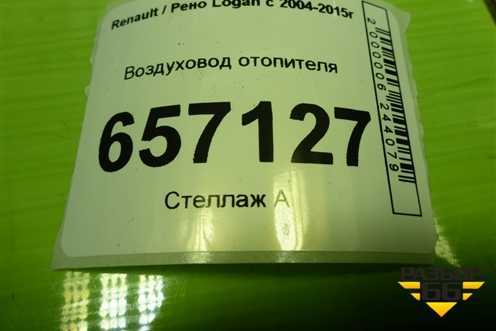 Renault / Рено Logan с 2004-2015г
Воздуховод отопителя
657127
Стеллаж А
2000006244079
РАЗБОР
66